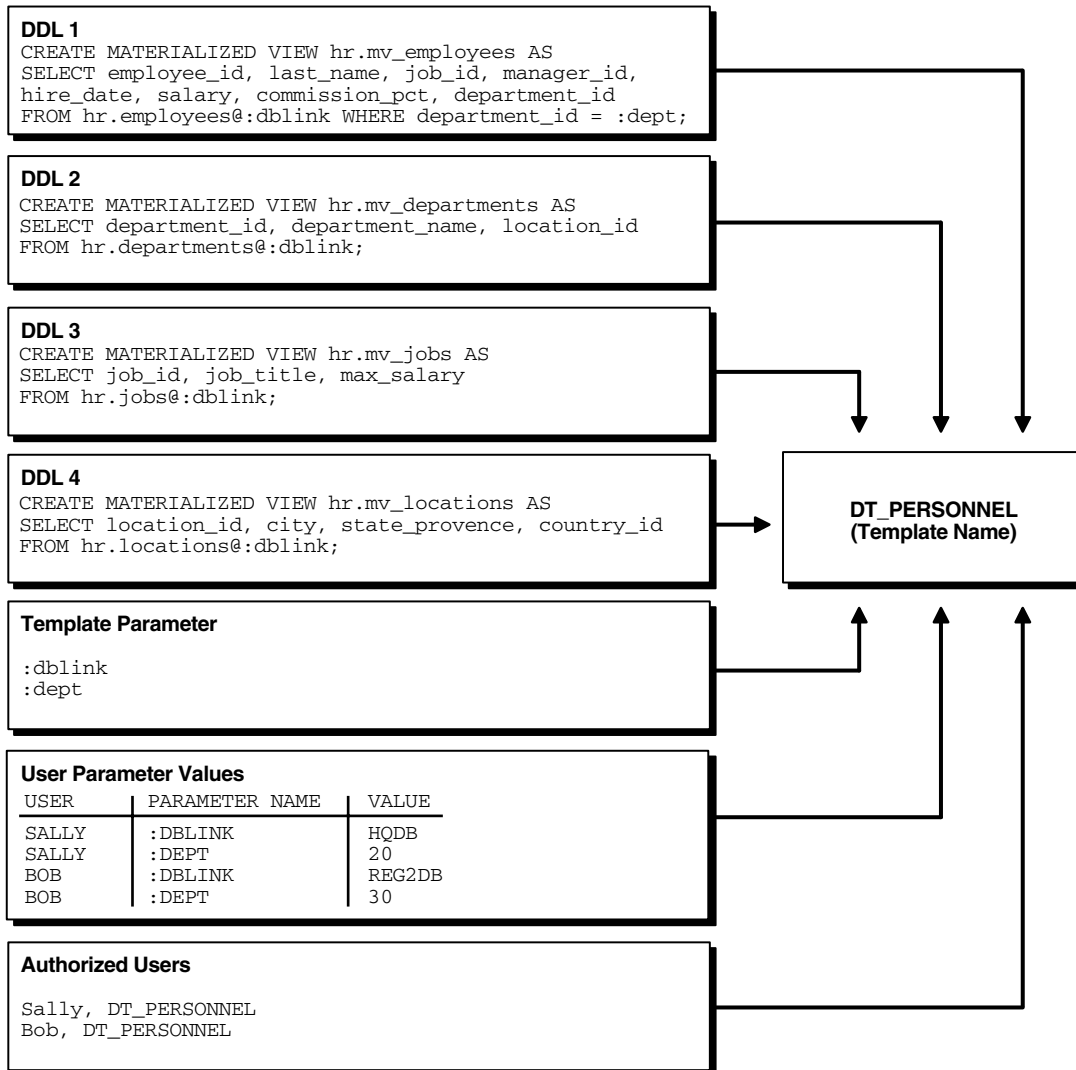 DDL 1
CREATE MATERIALIZED VIEW hr.mv_employees AS
SELECT employee_id, last_name, job_id, manager_id,
hire_date, salary, commission_pct, department_id
FROM hr.employees@:dblink WHERE department_id = :dept;
DDL 2
CREATE MATERIALIZED VIEW hr.mv_departments AS
SELECT department_id, department_name, location_id
FROM hr.departments@:dblink;
DDL 3
CREATE MATERIALIZED VIEW hr.mv_jobs AS
SELECT job_id, job_title, max_salary
FROM hr.jobs@:dblink;
DDL 4
CREATE MATERIALIZED VIEW hr.mv_locations AS
SELECT location_id, city, state_provence, country_id
FROM hr.locations@:dblink;
DT_PERSONNEL
(Template Name)
Template Parameter
:dblink
:dept
User Parameter Values
USER PARAMETER NAME VALUE
SALLY :DBLINK HQDB
SALLY :DEPT 20
BOB :DBLINK REG2DB
BOB :DEPT 30
Authorized Users
Sally, DT_PERSONNEL
Bob, DT_PERSONNEL